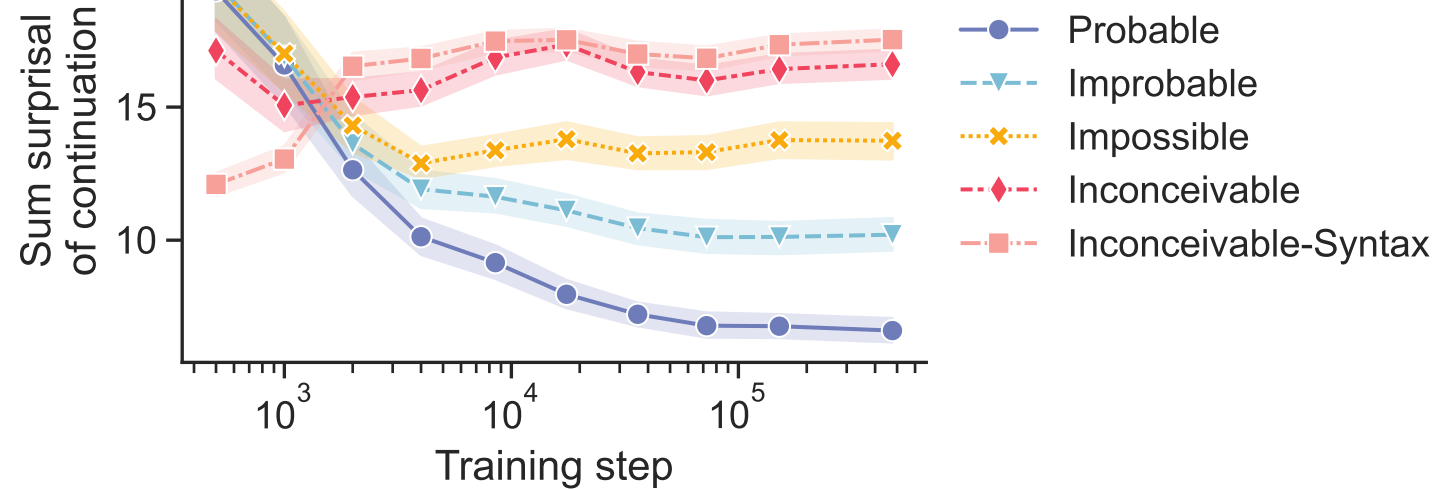 Sum surprisal
of continuation
15
10
10^3
10^4
10^5
Training step
Probable
Improbable
Impossible
Inconceivable
Inconceivable-Syntax